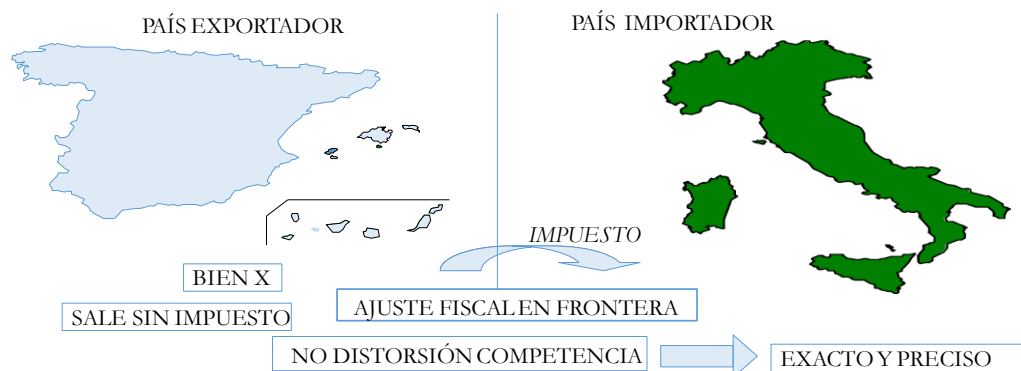 PAÍS EXPORTADOR
PAÍS IMPORTADOR
IMPUESTO
BIEN X
SALE SIN IMPUESTO
AJUSTE FISCAL EN FRONTERA
NO DISTORSIÓN COMPETENCIA
EXACTO Y PRECISO